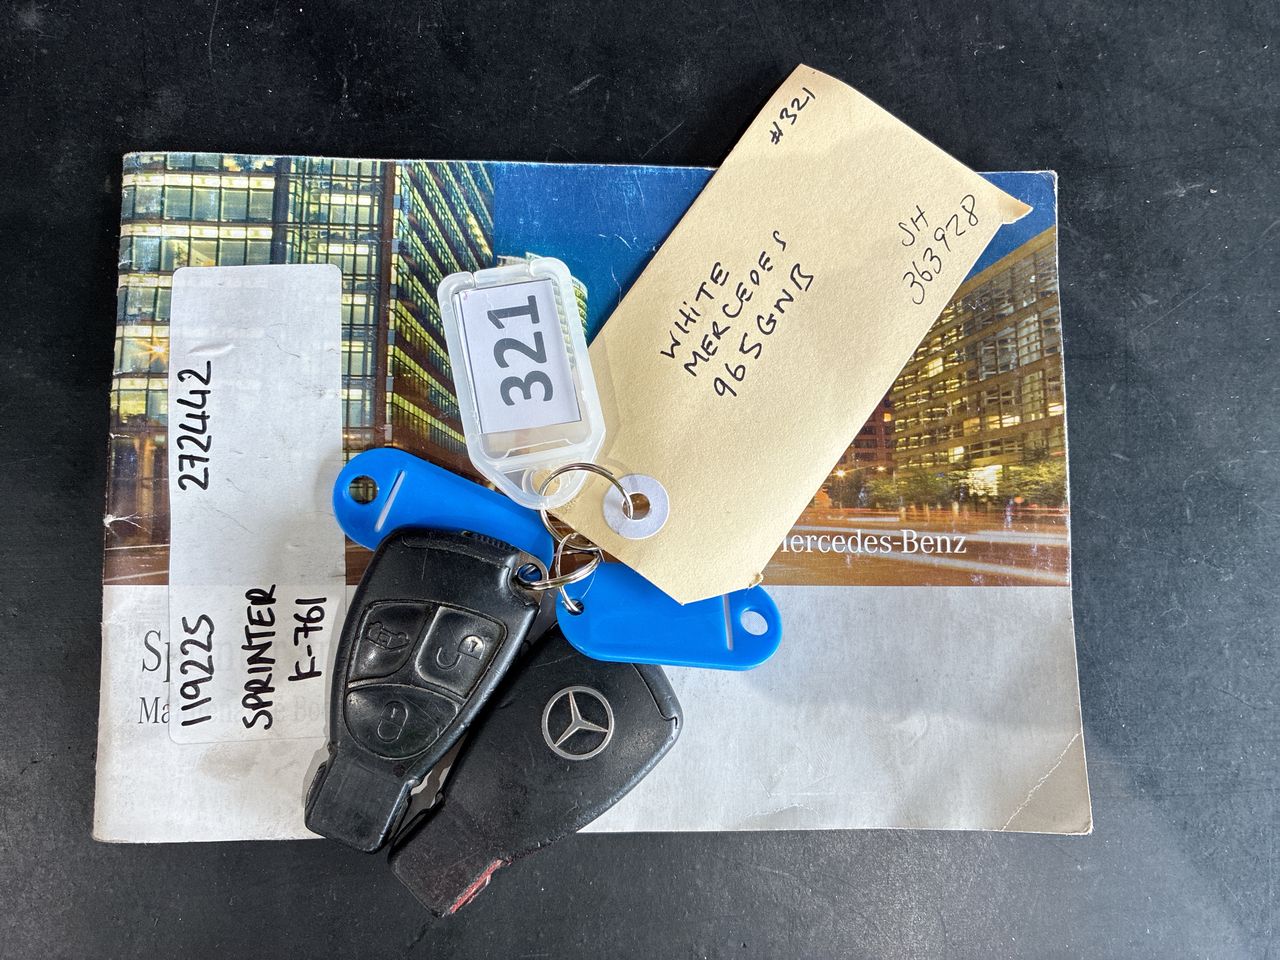 #321
SH
363928
WHITE
MERCEDES
965GNB
321
272442
119225
SPRINTER
K-761
Mercedes-Benz